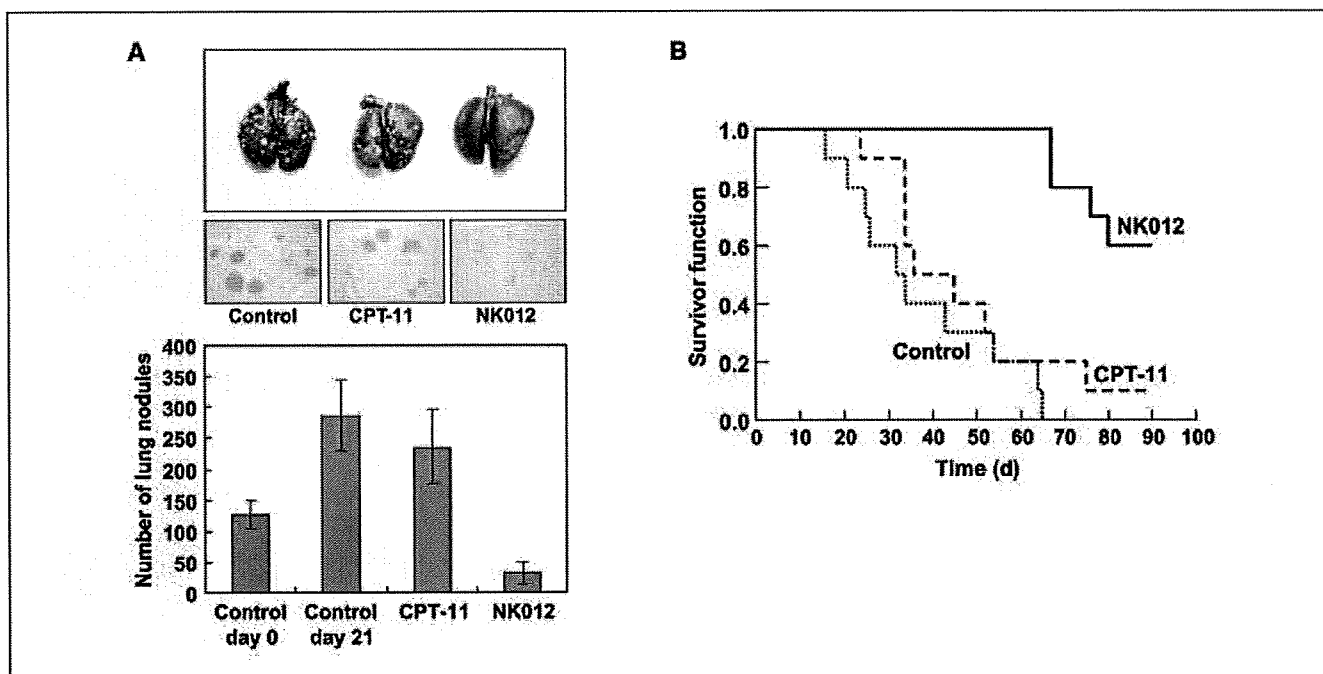 A
Control CPT-11 NK012
Number of lung nodules
400
350
300
250
200
150
100
50
0
Control day 0
Control day 21
CPT-11
NK012
B
Survivor function
1.0
0.8
0.6
0.4
0.2
0.0
NK012
Control
CPT-11
0 10 20 30 40 50 60 70 80 90 100
Time (d)